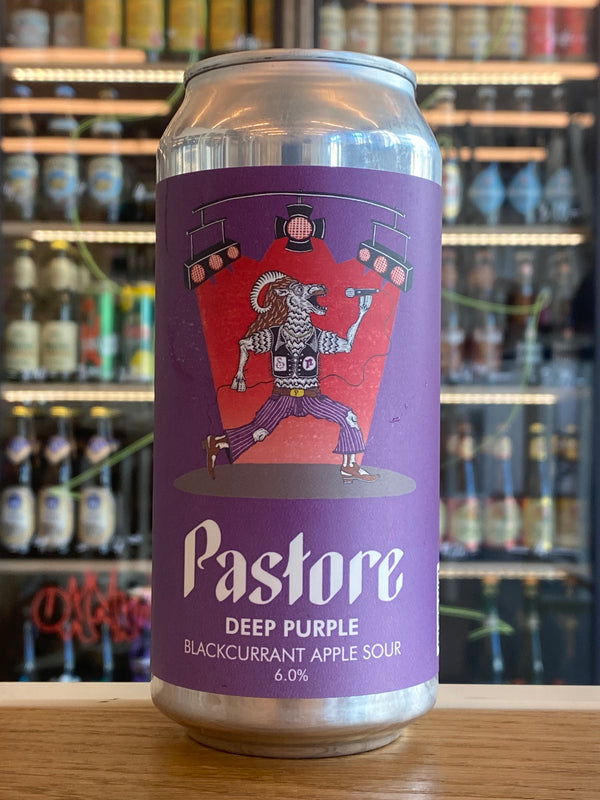 Pastore
DEEP PURPLE
BLACKCURRANT APPLE SOUR
6.0%